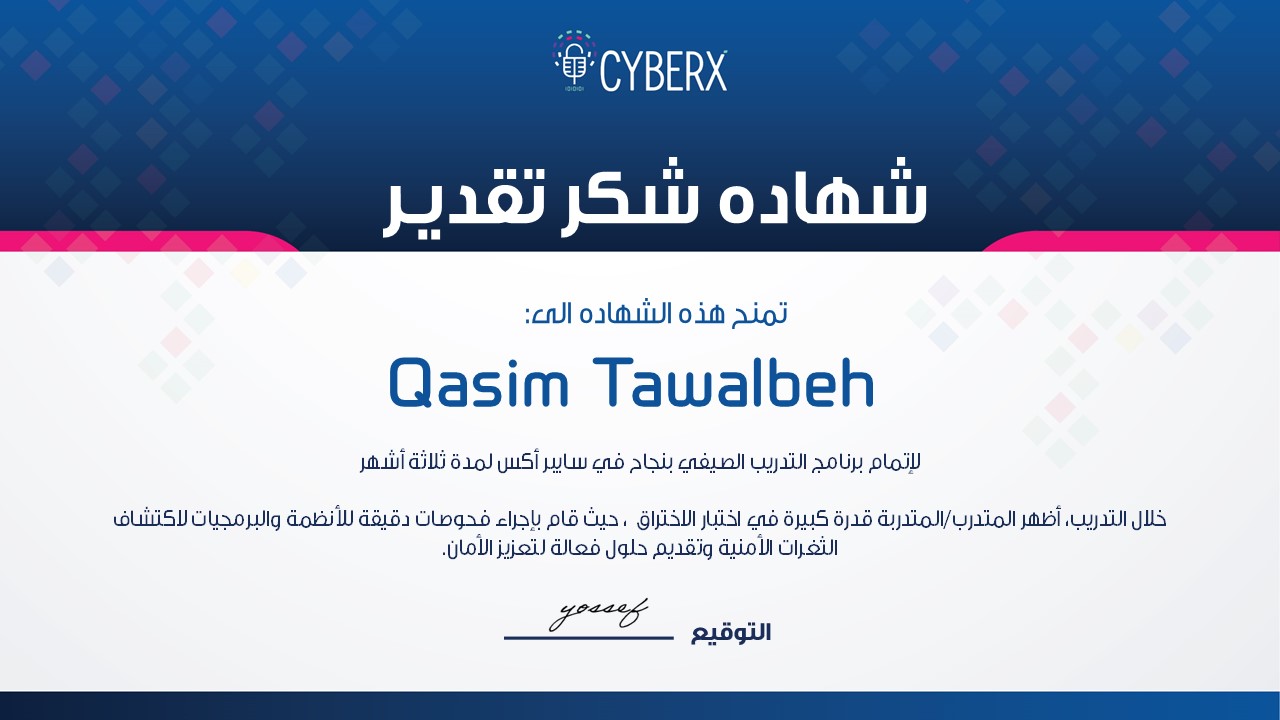 CYBERX
شهاده شكر تقدير
تمنح هذه الشهاده الى:
Qasim Tawalbeh
لإتمام برنامج التدريب الصيفي بنجاح في سايبر أكس لمدة ثلاثة أشهر
خلال التدريب، أظهر المتدرب/المتدربة قدرة كبيرة في اختبار الاختراق ، حيث قام بإجراء فحوصات دقيقة للأنظمة والبرمجيات لاكتشاف
الثغرات الأمنية وتقديم حلول فعالة لتعزيز الأمان.
yossef
التوقيع